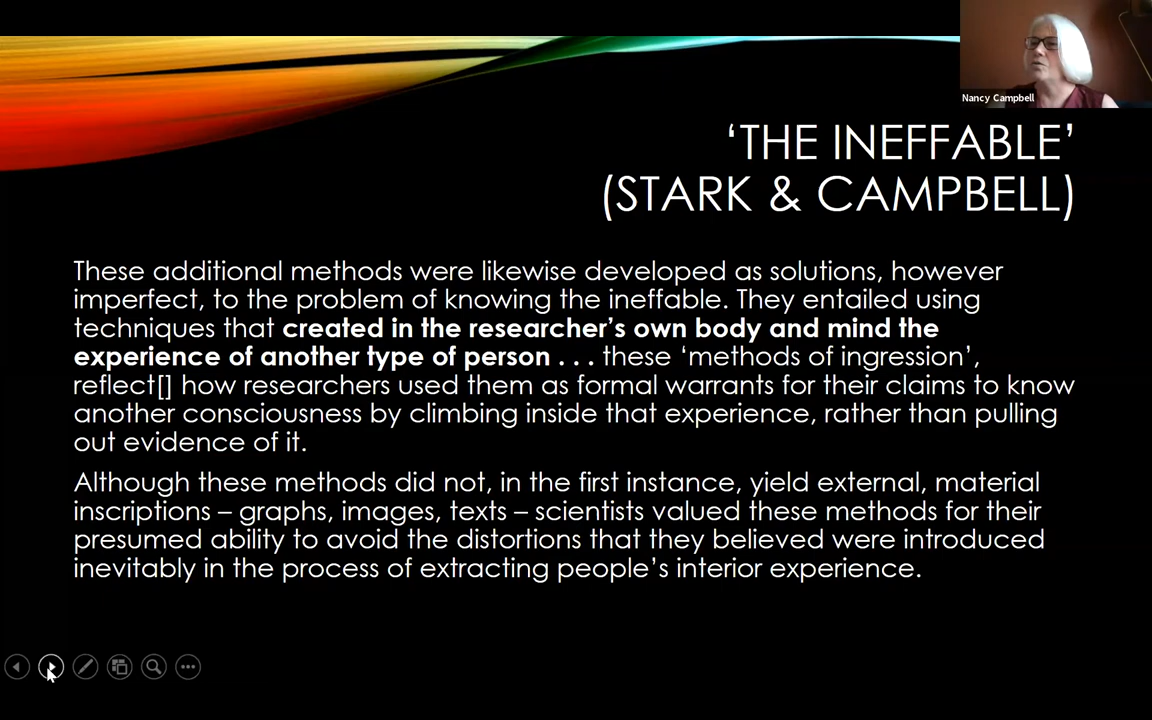 Nancy Campbell
‘THE INEFFABLE’
(STARK & CAMPBELL)
These additional methods were likewise developed as solutions, however
imperfect, to the problem of knowing the ineffable. They entailed using
techniques that created in the researcher’s own body and mind the
experience of another type of person . . . these ‘methods of ingression’,
reflect[] how researchers used them as formal warrants for their claims to know
another consciousness by climbing inside that experience, rather than pulling
out evidence of it.
Although these methods did not, in the first instance, yield external, material
inscriptions – graphs, images, texts – scientists valued these methods for their
presumed ability to avoid the distortions that they believed were introduced
inevitably in the process of extracting people’s interior experience.